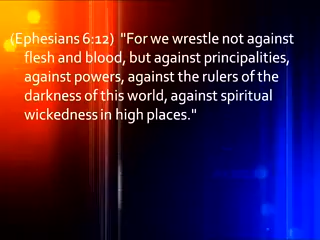 (Ephesians 6:12)  "For we wrestle not against
flesh and blood, but against principalities,
against powers, against the rulers of the
darkness of this world, against spiritual
wickedness in high places."